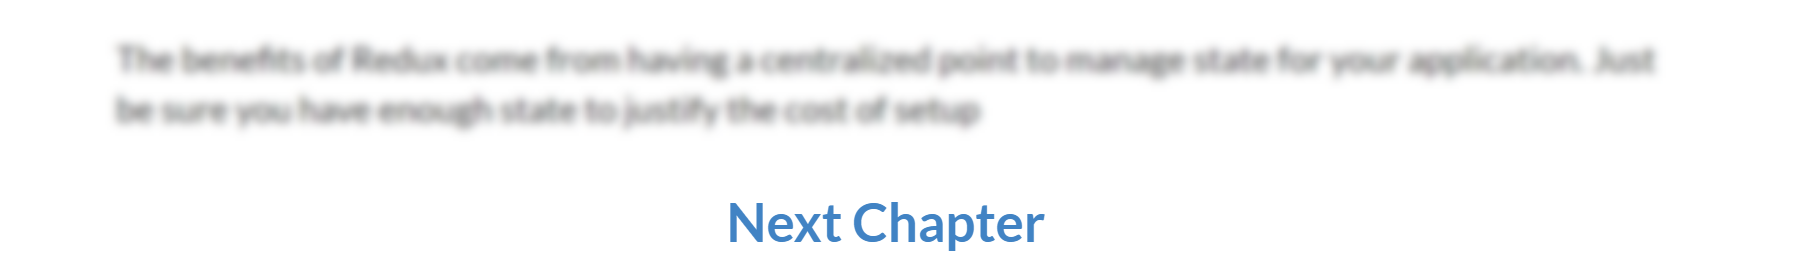 The benefits of Redux come from having a centralized point to manage state for your application. Just
be sure you have enough state to justify the cost of setup
Next Chapter